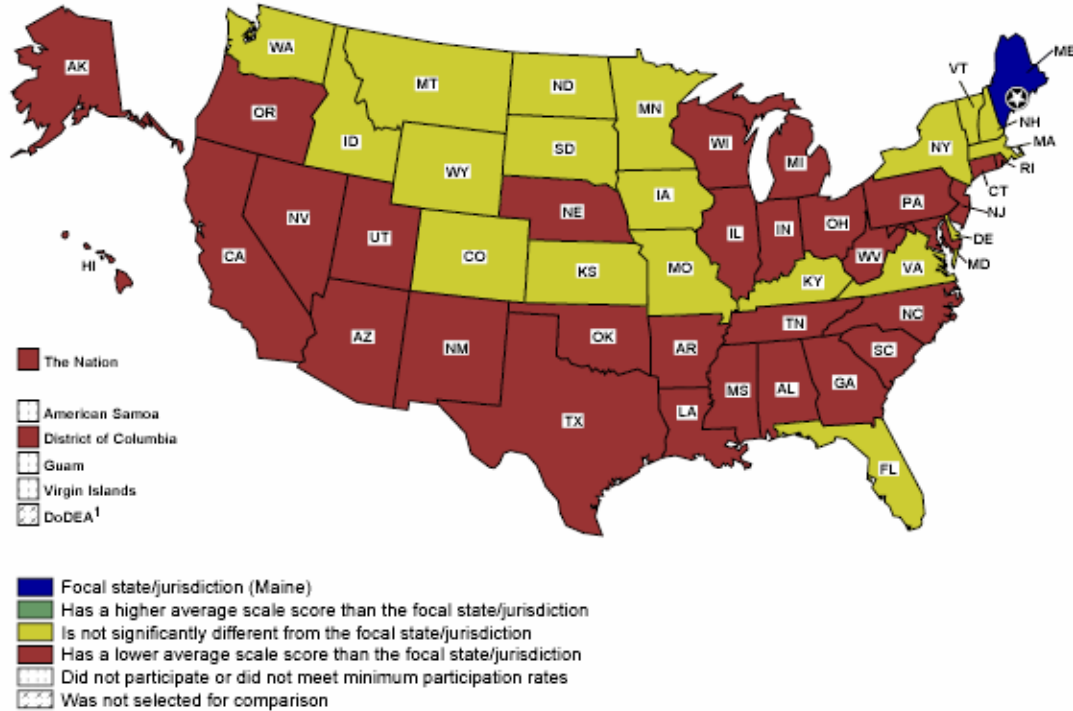 AK
WA
MT
ND
MN
VT
ME
OR
ID
SD
WI
MI
NY
NH
MA
RI
CT
WY
IA
NE
PA
NJ
NV
UT
CO
IL
IN
OH
DE
MD
HI
CA
KS
MO
WV
VA
KY
AZ
NM
OK
TN
NC
AR
SC
MS
AL
GA
TX
LA
FL
The Nation
American Samoa
District of Columbia
Guam
Virgin Islands
DoDEA¹
Focal state/jurisdiction (Maine)
Has a higher average scale score than the focal state/jurisdiction
Is not significantly different from the focal state/jurisdiction
Has a lower average scale score than the focal state/jurisdiction
Did not participate or did not meet minimum participation rates
Was not selected for comparison